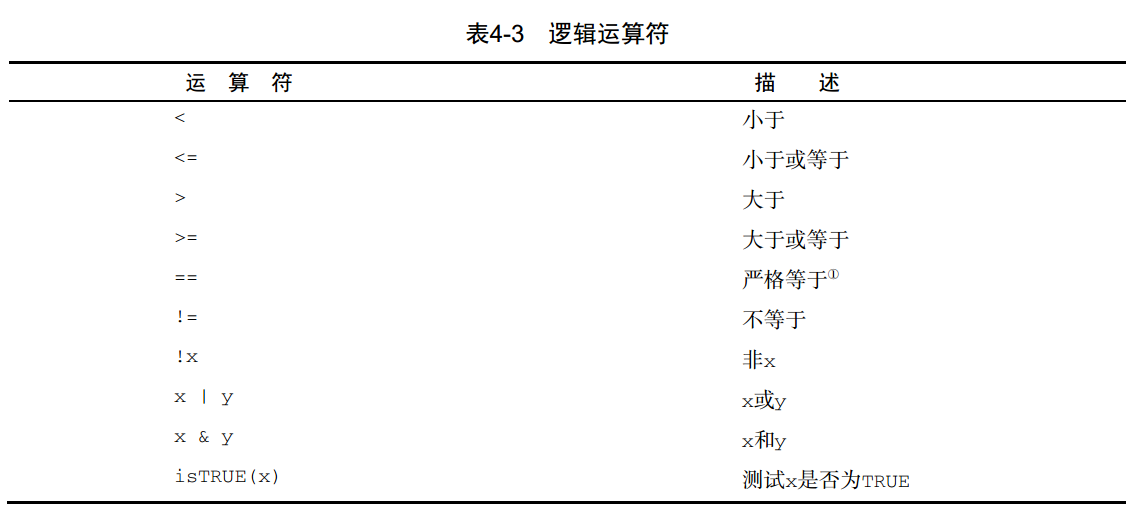 表4-3 逻辑运算符
运 算 符 描 述
< 小于
<= 小于或等于
> 大于
>= 大于或等于
== 严格等于①
!= 不等于
!x 非x
x | y x或y
x & y x和y
isTRUE(x) 测试x是否为TRUE